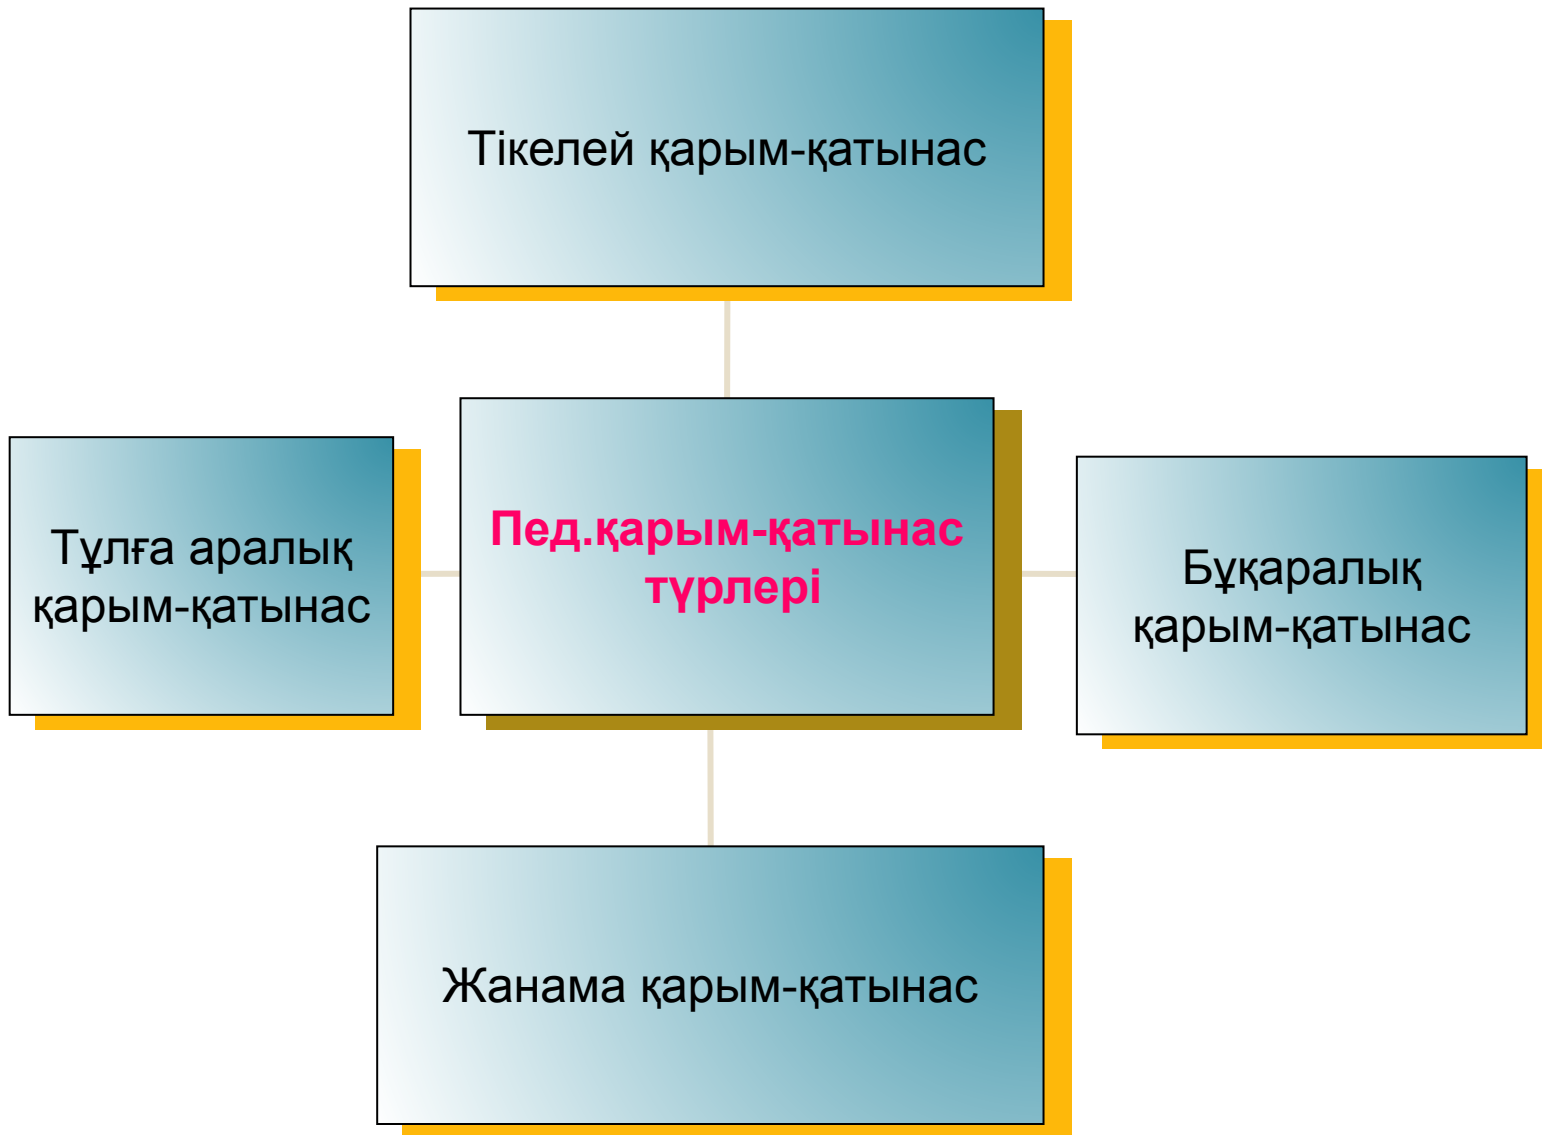 Тікелей қарым-қатынас
Тұлға аралық
қарым-қатынас
Пед.қарым-қатынас
түрлері
Бұқаралық
қарым-қатынас
Жанама қарым-қатынас